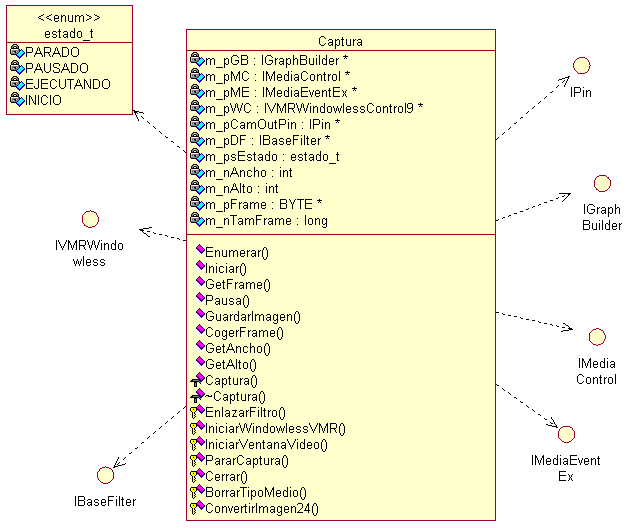 <<enum>>
estado_t
PARADO
PAUSADO
EJECUTANDO
INICIO
Captura
m_pGB : IGraphBuilder *
m_pMC : IMediaControl *
m_pME : IMediaEventEx *
m_pWC : IVMRWindowlessControl9 *
m_pCamOutPin : IPin *
m_pDF : IBaseFilter *
m_psEstado : estado_t
m_nAncho : int
m_nAlto : int
m_pFrame : BYTE *
m_nTamFrame : long
Enumerar()
Iniciar()
GetFrame()
Pausa()
GuardarImagen()
CogerFrame()
GetAncho()
GetAlto()
Captura()
~Captura()
EnlazarFiltro()
IniciarWindowlessVMR()
IniciarVentanaVideo()
PararCaptura()
Cerrar()
BorrarTipoMedio()
ConvertirImagen24()
IVMRWindo
wless
IBaseFilter
IPin
IGraph
Builder
IMedia
Control
IMediaEvent
Ex